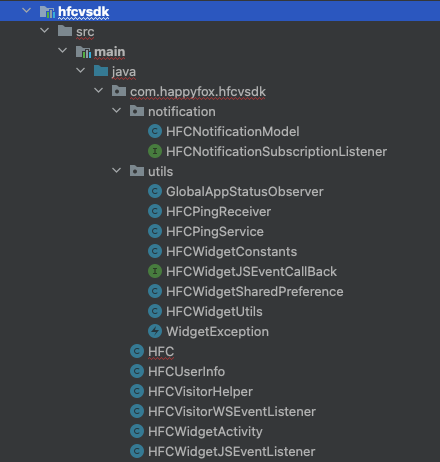 hfcvsdk
src
main
java
com.happyfox.hfcvsdk
notification
HFCNotificationModel
HFCNotificationSubscriptionListener
utils
GlobalAppStatusObserver
HFCPingReceiver
HFCPingService
HFCWidgetConstants
HFCWidgetJSEventCallBack
HFCWidgetSharedPreference
HFCWidgetUtils
WidgetException
HFC
HFCUserInfo
HFCVisitorHelper
HFCVisitorWSEventListener
HFCWidgetActivity
HFCWidgetJSEventListener